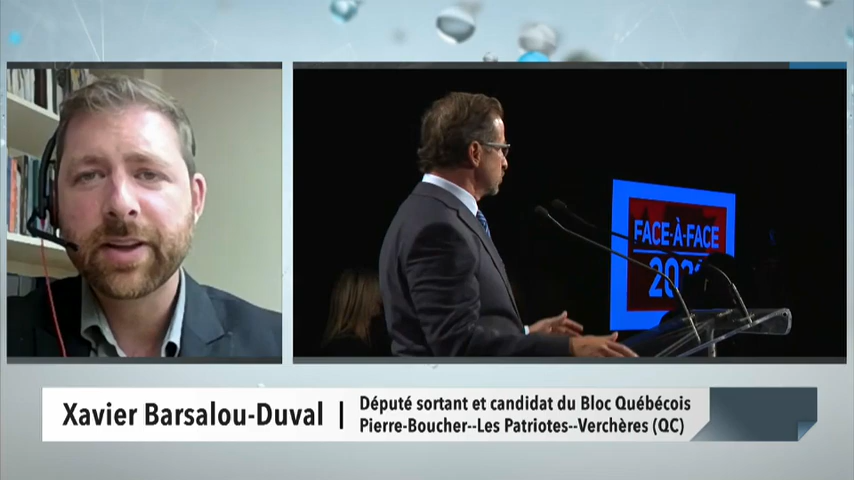 FACE-À-FACE
Xavier Barsalou-Duval
Député sortant et candidat du Bloc Québécois
Pierre-Boucher--Les Patriotes--Verchères (QC)